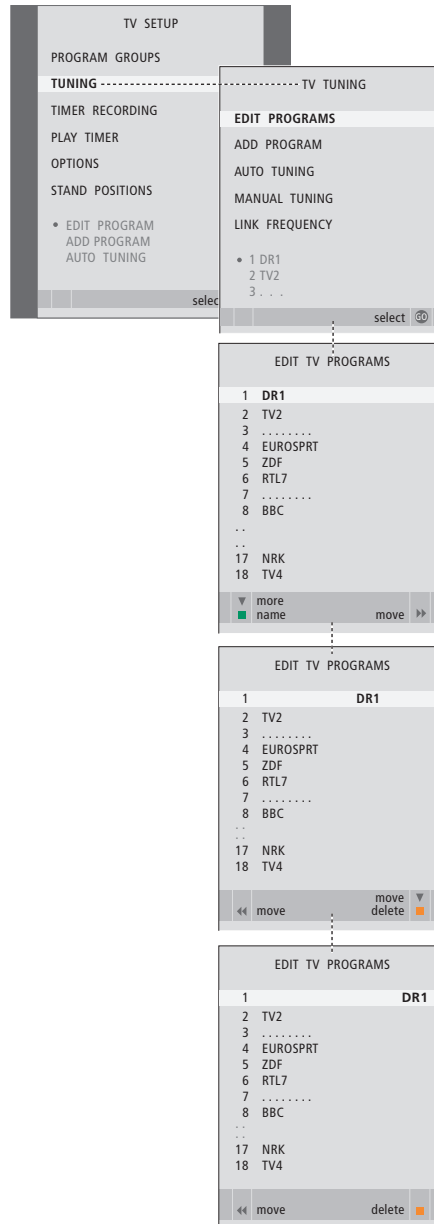 TV SETUP
PROGRAM GROUPS
TUNING
TIMER RECORDING
PLAY TIMER
OPTIONS
STAND POSITIONS
• EDIT PROGRAM
ADD PROGRAM
AUTO TUNING
selec
TV TUNING
EDIT PROGRAMS
ADD PROGRAM
AUTO TUNING
MANUAL TUNING
LINK FREQUENCY
• 1 DR1
2 TV2
3 . . .
select GO
EDIT TV PROGRAMS
1 DR1
2 TV2
3 . . . . . . . .
4 EUROSPRT
5 ZDF
6 RTL7
7 . . . . . . . .
8 BBC
. .
. .
17 NRK
18 TV4
more
name move
EDIT TV PROGRAMS
1 DR1
2 TV2
3 . . . . . . . .
4 EUROSPRT
5 ZDF
6 RTL7
7 . . . . . . . .
8 BBC
. .
. .
17 NRK
18 TV4
move
move delete
EDIT TV PROGRAMS
1 DR1
2 TV2
3 . . . . . . . .
4 EUROSPRT
5 ZDF
6 RTL7
7 . . . . . . . .
8 BBC
. .
. .
17 NRK
18 TV4
move delete